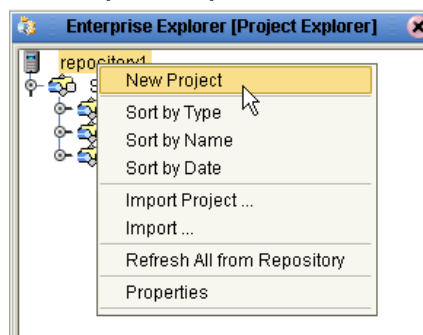 Enterprise Explorer [Project Explorer]
repository1
New Project
Sort by Type
Sort by Name
Sort by Date
Import Project ...
Import ...
Refresh All from Repository
Properties